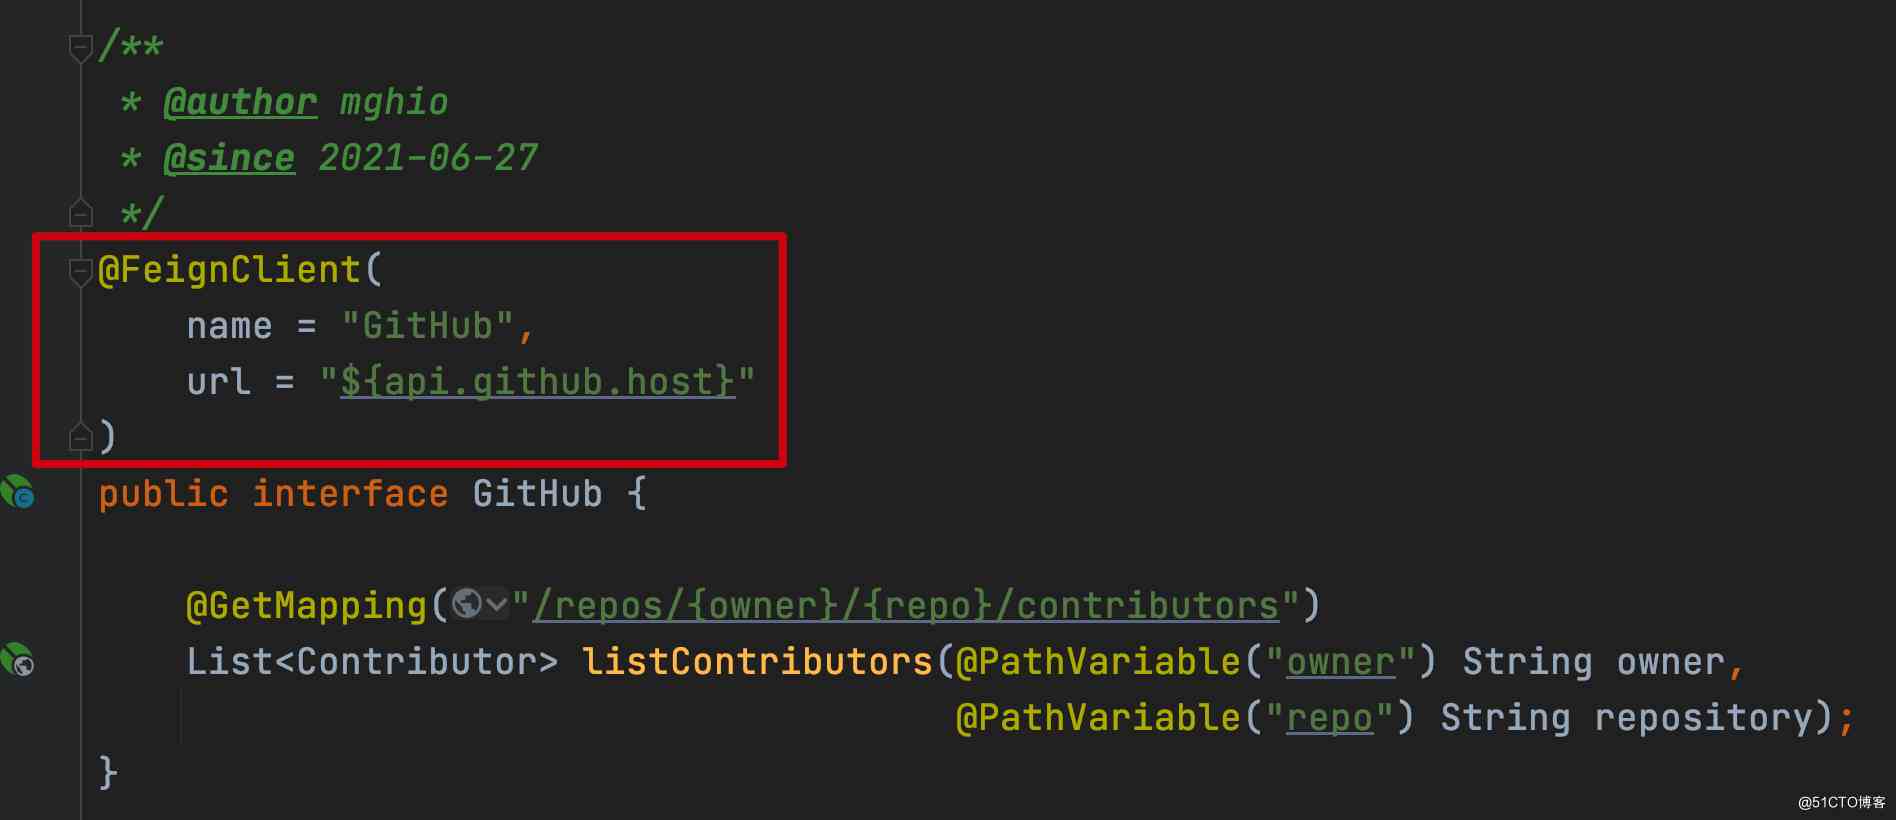 /**
 * @author mghio
 * @since 2021-06-27
 */
@FeignClient(
    name = "GitHub",
    url = "${api.github.host}"
)
public interface GitHub {
    @GetMapping("/repos/{owner}/{repo}/contributors")
    List<Contributor> listContributors(@PathVariable("owner") String owner,
                                       @PathVariable("repo") String repository);
}
@51CTO博客